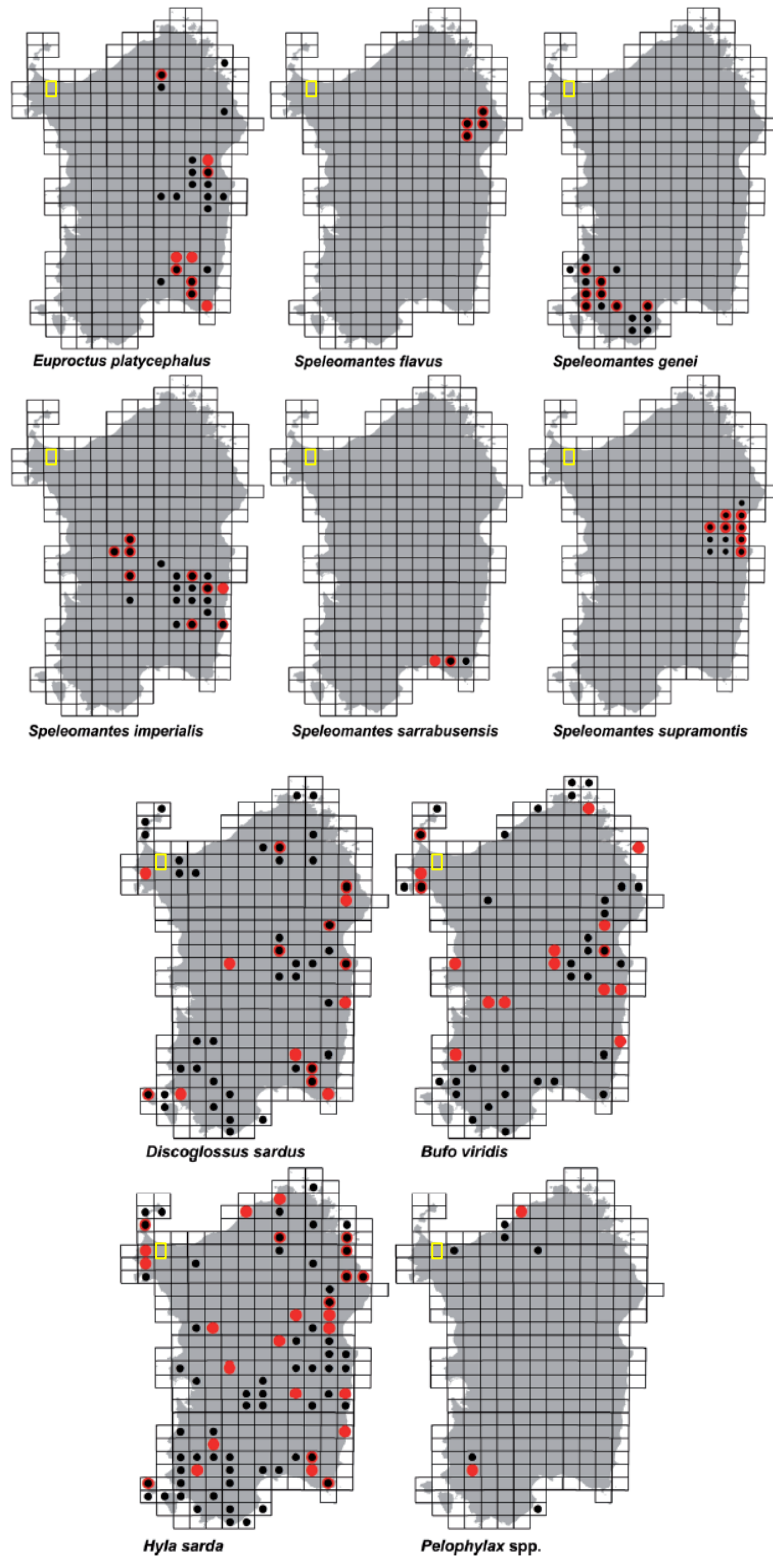 Euproctus platycephalus
Speleomantes flavus
Speleomantes genei
Speleomantes imperialis
Speleomantes sarrabusensis
Speleomantes supramontis
Discoglossus sardus
Bufo viridis
Hyla sarda
Pelophylax spp.